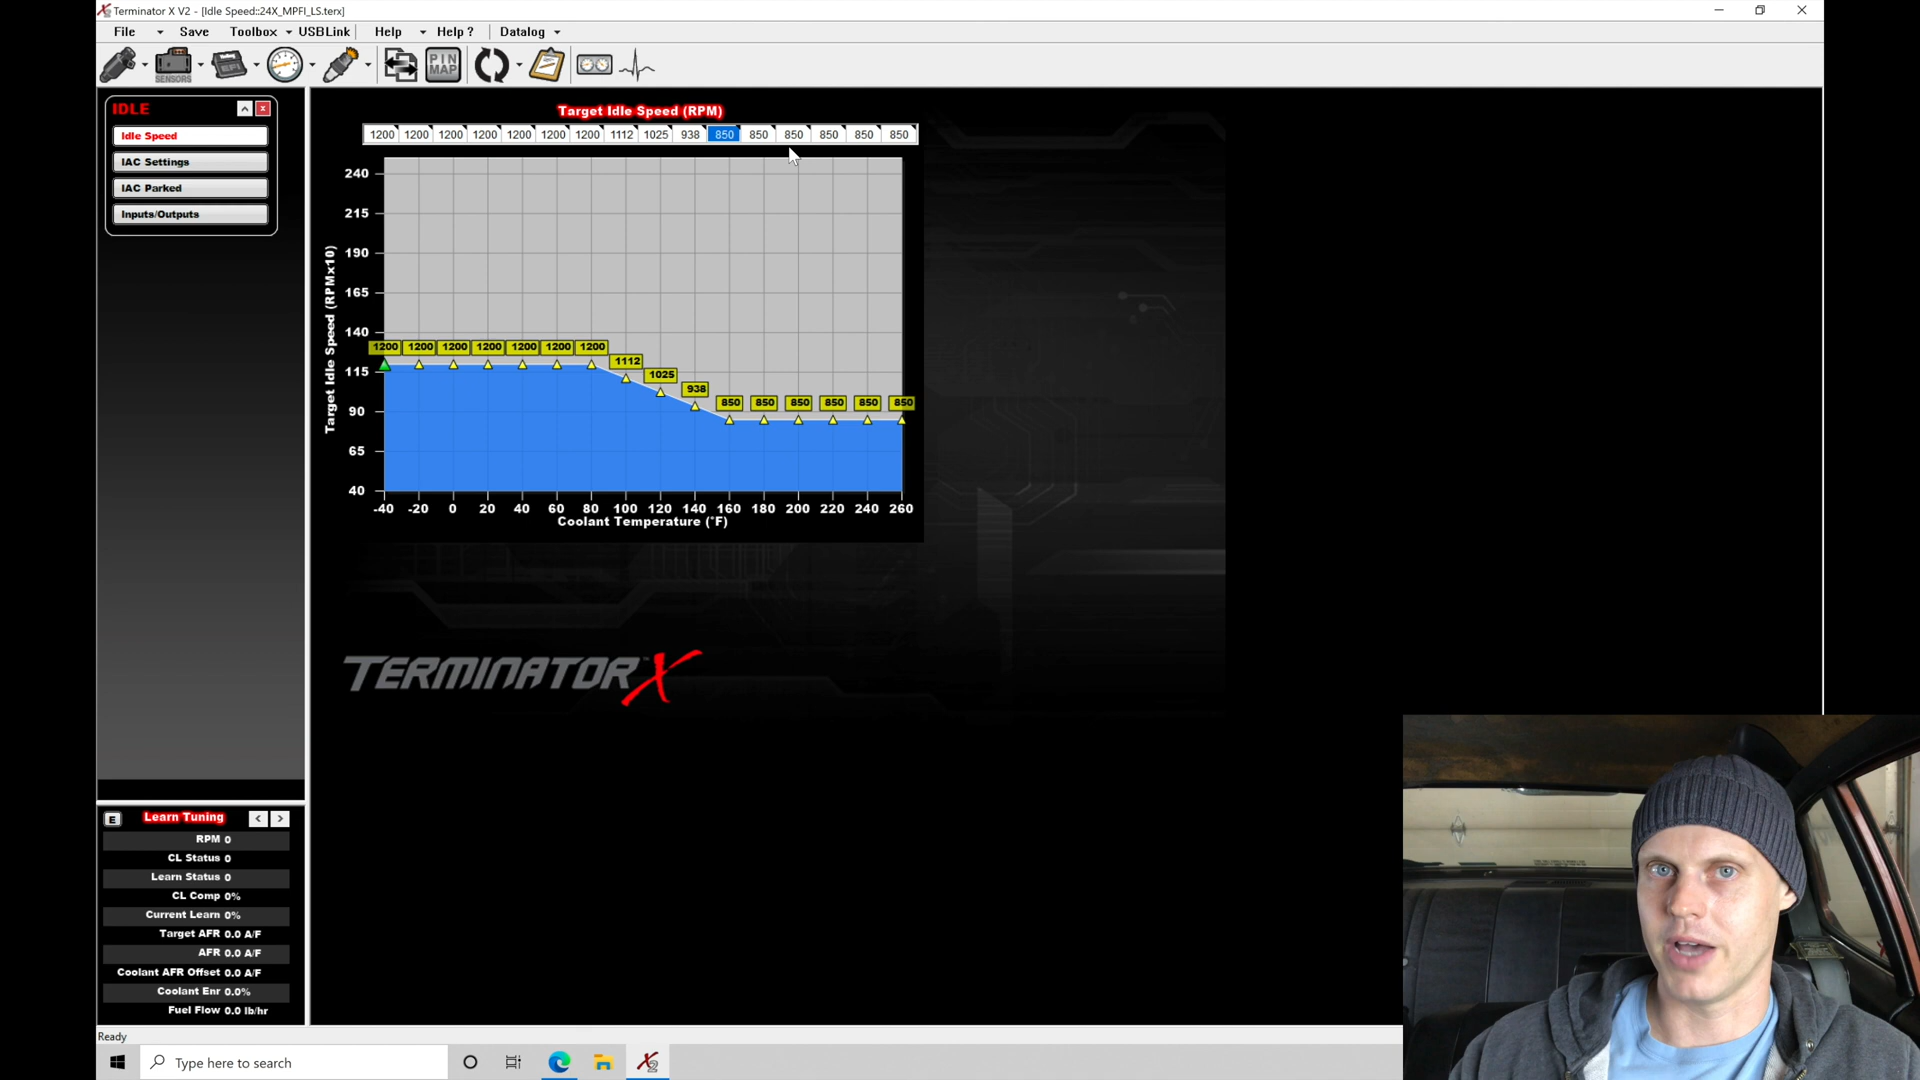 Terminator X V2 - [Idle Speed::24X_MPFI_LS.terx]
File Save Toolbox USBLink Help Help ? Datalog
SENSORS
PIN MAP
IDLE
Idle Speed
IAC Settings
IAC Parked
Inputs/Outputs
Target Idle Speed (RPM)
1200 1200 1200 1200 1200 1200 1200 1112 1025 938 850 850 850 850 850 850
Target Idle Speed (RPMx10)
240
215
190
165
140
115
90
65
40
1200 1200 1200 1200 1200 1200 1200 1112 1025 938 850 850 850 850 850 850
-40 -20 0 20 40 60 80 100 120 140 160 180 200 220 240 260
Coolant Temperature (°F)
TERMINATOR X
E Learn Tuning < >
RPM 0
CL Status 0
Learn Status 0
CL Comp 0%
Current Learn 0%
Target AFR 0.0 A/F
AFR 0.0 A/F
Coolant AFR Offset 0.0 A/F
Coolant Enr 0.0%
Fuel Flow 0.0 lb/hr
Ready
Type here to search